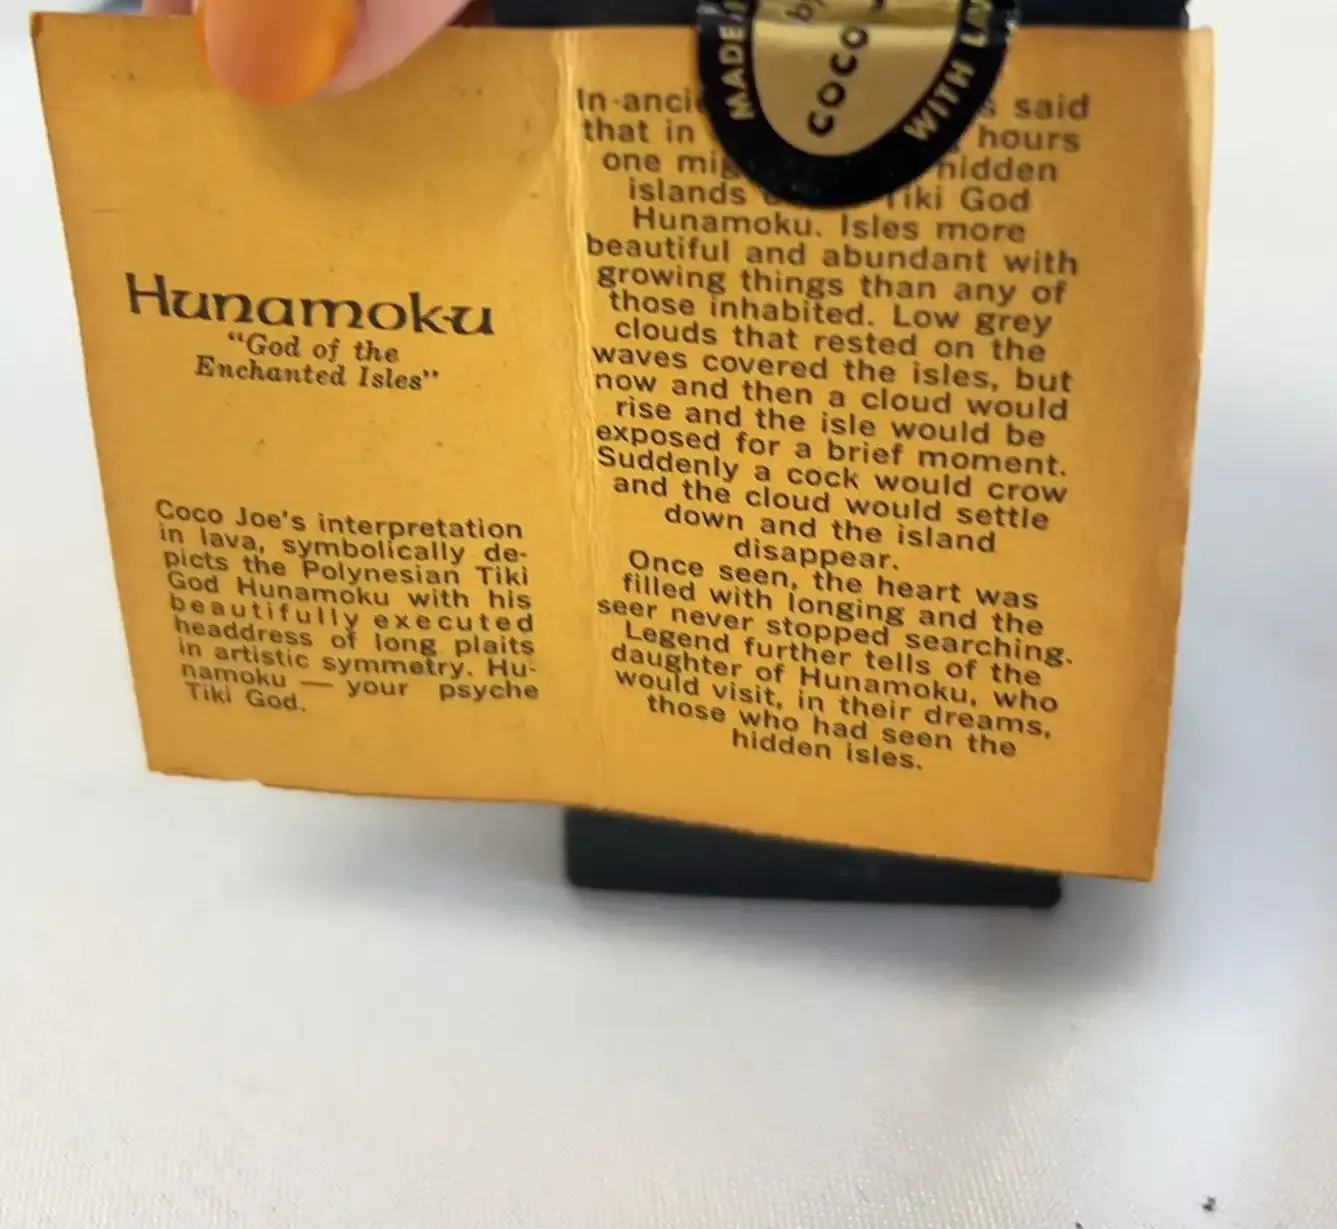 Hunamoku
"God of the
Enchanted Isles"
Coco Joe's interpretation
in lava, symbolically de-
picts the Polynesian Tiki
God Hunamoku with his
beautifully executed
headdress of long plaits
in artistic symmetry. Hu-
namoku — your psyche
Tiki God.
MADE
by
COCO
WITH
In said
that in hours
one hidden
islands Tiki God
Hunamoku. Isles more
beautiful and abundant with
growing things than any of
those inhabited. Low grey
clouds that rested on the
waves covered the isles, but
now and then a cloud would
rise and the isle would be
exposed for a brief moment.
Suddenly a cock would crow
and the cloud would settle
down and the island
disappear.
Once seen, the heart was
filled with longing and the
seer never stopped searching.
Legend further tells of the
daughter of Hunamoku, who
would visit, in their dreams,
those who had seen the
hidden isles.